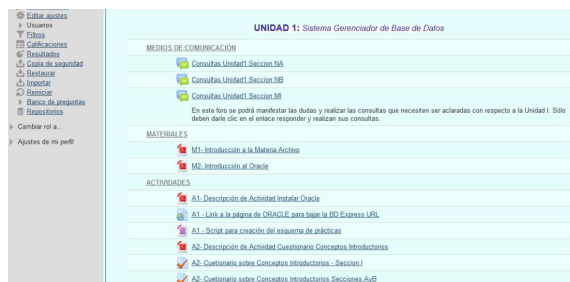 Editar ajustes
Usuarios
Filtros
Calificaciones
Resultados
Copia de seguridad
Restaurar
Importar
Reiniciar
Banco de preguntas
Repositorios
Cambiar rol a...
Ajustes de mi perfil
UNIDAD 1: Sistema Gerenciador de Base de Datos
MEDIOS DE COMUNICACIÓN
Consultas Unidad1 Seccion NA
Consultas Unidad1 Seccion NB
Consultas Unidad1 Seccion MI
En este foro se podrá manifestar las dudas y realizar las consultas que necesiten ser aclaradas con respecto a la Unidad I. Sólo
deben darle clic en el enlace responder y realizan sus consultas.
MATERIALES
M1- Introducción a la Materia Archivo
M2- Introducción al Oracle
ACTIVIDADES
A1- Descripción de Actividad Instalar Oracle
A1 - Link a la página de ORACLE para bajar la BD Express URL
A1 - Script para creación del esquema de prácticas
A2- Descripción de Actividad Cuestionario Conceptos Introductorios
A2- Cuetionario sobre Conceptos Introductorios - Seccion I
A2- Cuetionario sobre Conceptos Introductorios Secciones AyB